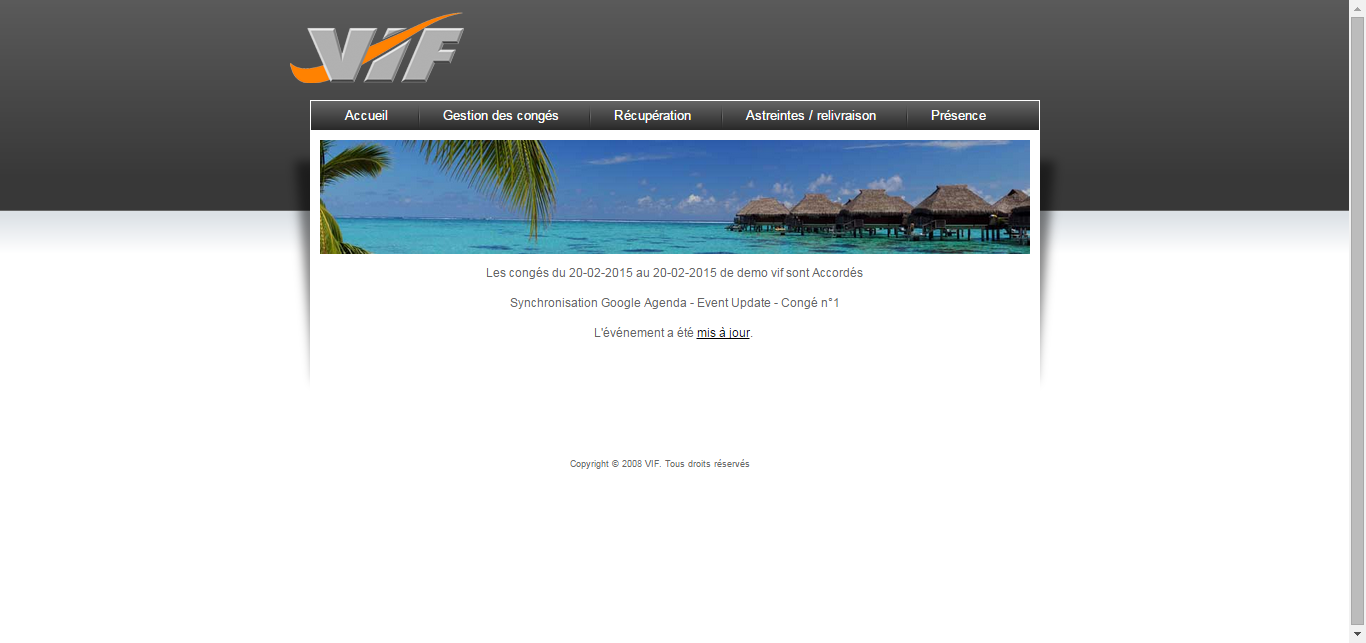 VIF
Accueil
Gestion des congés
Récupération
Astreintes / relivraison
Présence
Les congés du 20-02-2015 au 20-02-2015 de demo vif sont Accordés
Synchronisation Google Agenda - Event Update - Congé n°1
L'événement a été mis à jour.
Copyright © 2008 VIF. Tous droits réservés